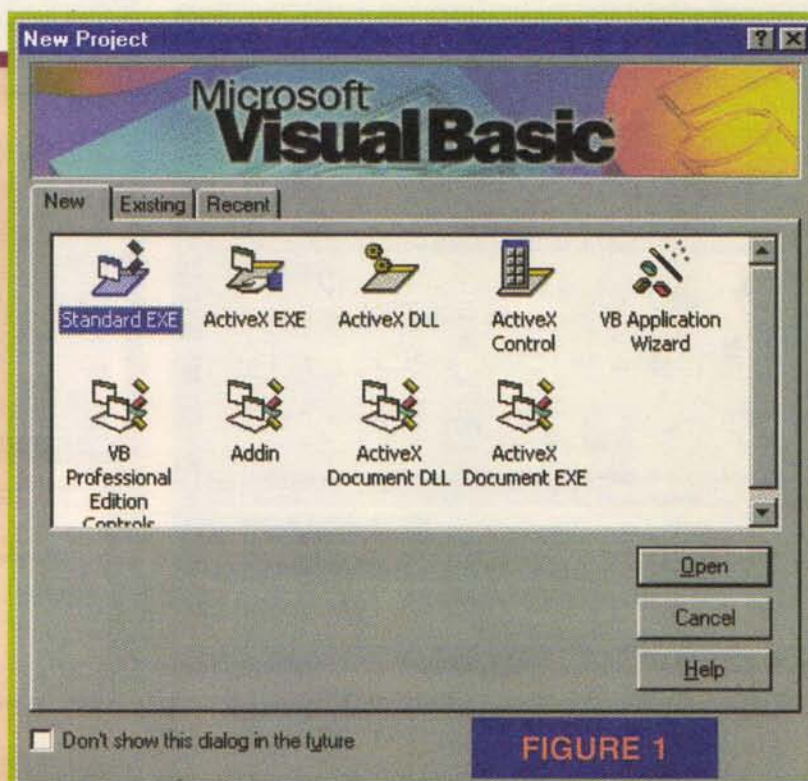 New Project
Microsoft
Visual Basic
New Existing Recent
Standard EXE ActiveX EXE ActiveX DLL ActiveX Control VB Application Wizard
VB Professional Edition Controls Addin ActiveX Document DLL ActiveX Document EXE
Open
Cancel
Help
Don't show this dialog in the future
FIGURE 1